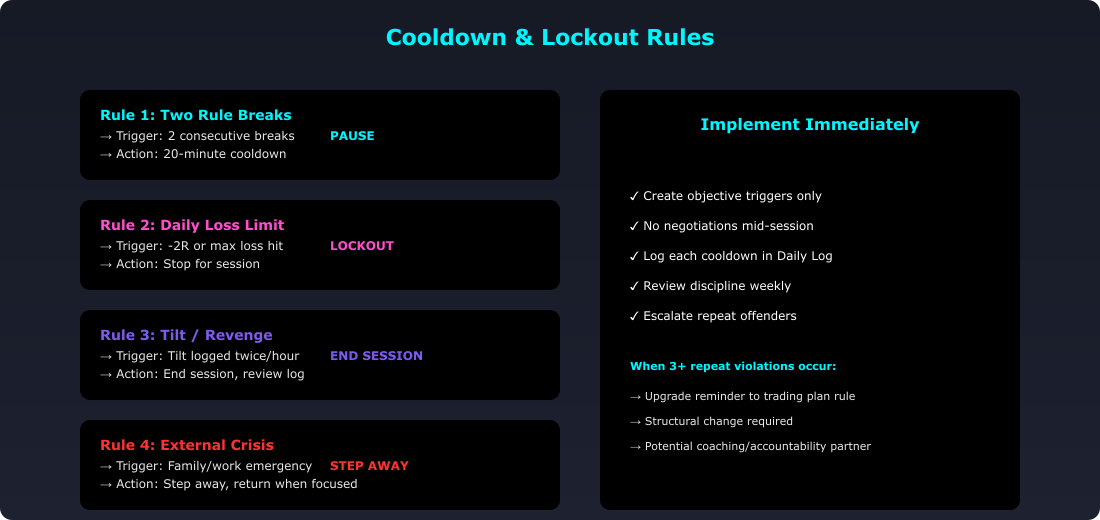 Cooldown & Lockout Rules
Rule 1: Two Rule Breaks
→ Trigger: 2 consecutive breaks PAUSE
→ Action: 20-minute cooldown
Rule 2: Daily Loss Limit
→ Trigger: -2R or max loss hit LOCKOUT
→ Action: Stop for session
Rule 3: Tilt / Revenge
→ Trigger: Tilt logged twice/hour END SESSION
→ Action: End session, review log
Rule 4: External Crisis
→ Trigger: Family/work emergency STEP AWAY
→ Action: Step away, return when focused
Implement Immediately
✓ Create objective triggers only
✓ No negotiations mid-session
✓ Log each cooldown in Daily Log
✓ Review discipline weekly
✓ Escalate repeat offenders
When 3+ repeat violations occur:
→ Upgrade reminder to trading plan rule
→ Structural change required
→ Potential coaching/accountability partner